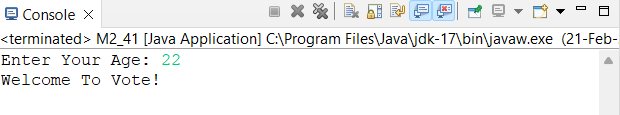 Console
<terminated> M2_41 [Java Application] C:\Program Files\Java\jdk-17\bin\javaw.exe (21-Feb-
Enter Your Age: 22
Welcome To Vote!